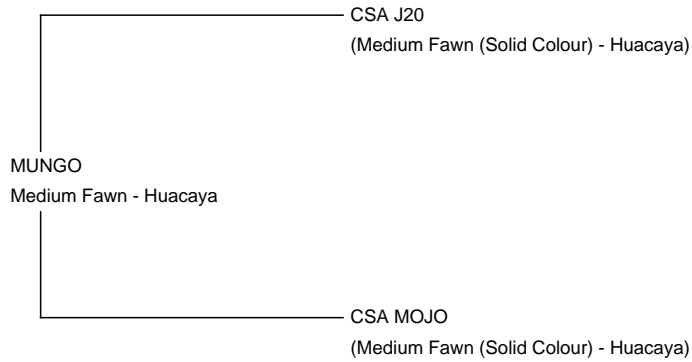 CSA J20
(Medium Fawn (Solid Colour) - Huacaya)
MUNGO
Medium Fawn - Huacaya
CSA MOJO
(Medium Fawn (Solid Colour) - Huacaya)